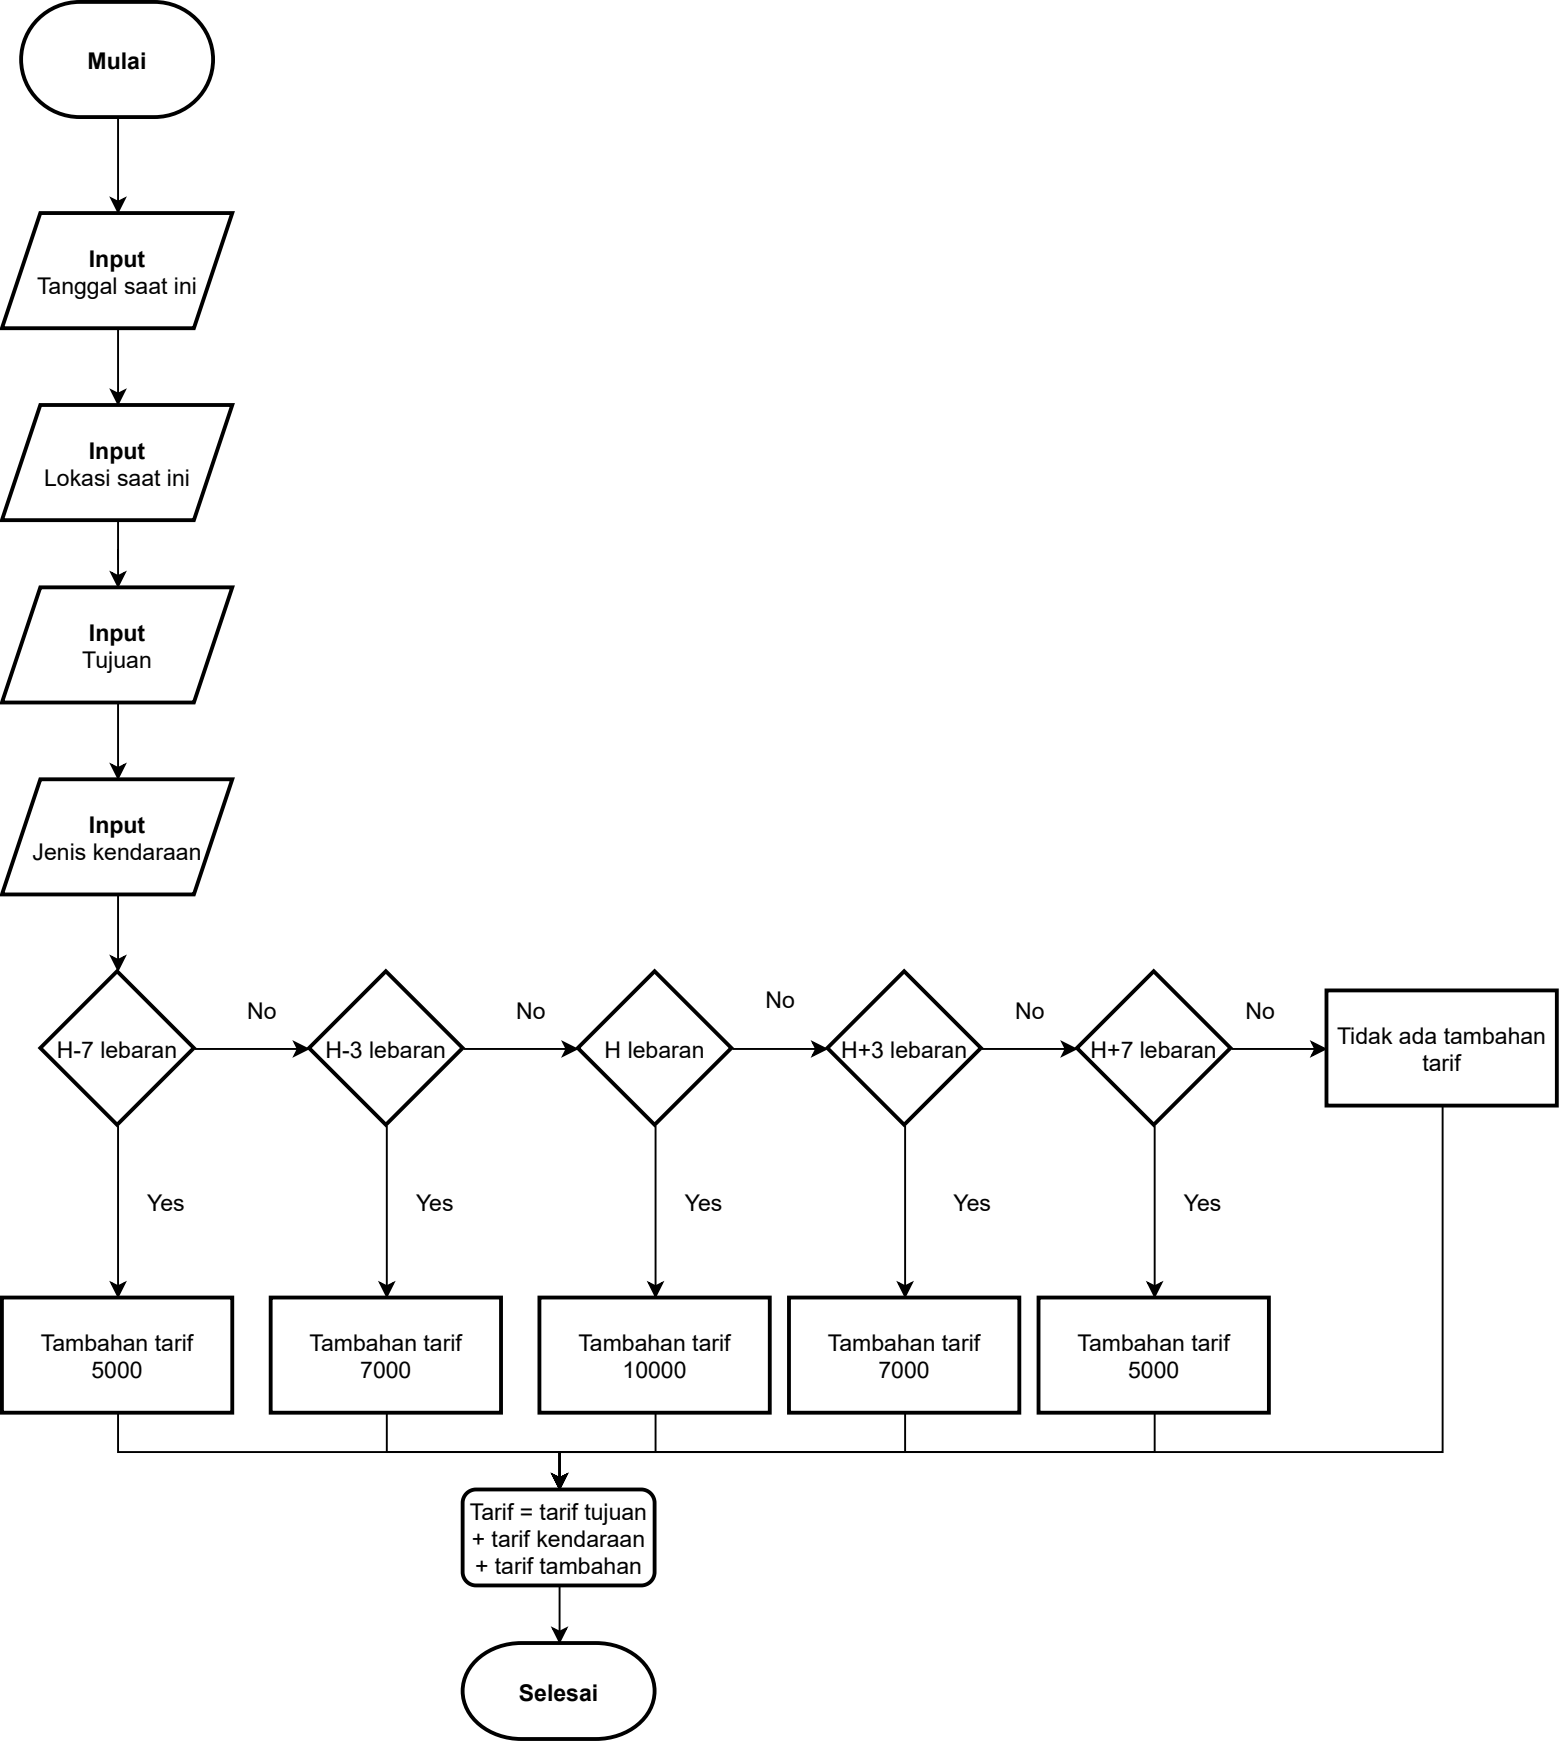 Mulai
Input
Tanggal saat ini
Input
Lokasi saat ini
Input
Tujuan
Input
Jenis kendaraan
H-7 lebaran
No
H-3 lebaran
No
H lebaran
No
H+3 lebaran
No
H+7 lebaran
No
Tidak ada tambahan
tarif
Yes
Yes
Yes
Yes
Yes
Tambahan tarif
5000
Tambahan tarif
7000
Tambahan tarif
10000
Tambahan tarif
7000
Tambahan tarif
5000
Tarif = tarif tujuan
+ tarif kendaraan
+ tarif tambahan
Selesai